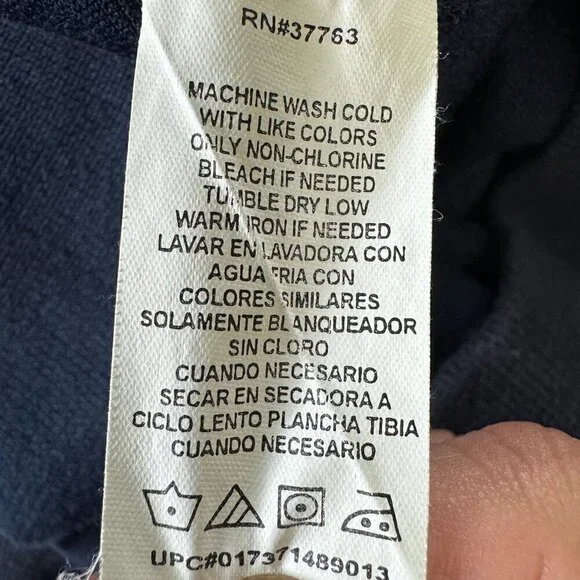 RN#37763
MACHINE WASH COLD
WITH LIKE COLORS
ONLY NON-CHLORINE
BLEACH IF NEEDED
TUMBLE DRY LOW
WARM IRON IF NEEDED
LAVAR EN LAVADORA CON
AGUA FRIA CON
COLORES SIMILARES
SOLAMENTE BLANQUEADOR
SIN CLORO
CUANDO NECESARIO
SECAR EN SECADORA A
CICLO LENTO PLANCHA TIBIA
CUANDO NECESARIO
UPC#017371489013